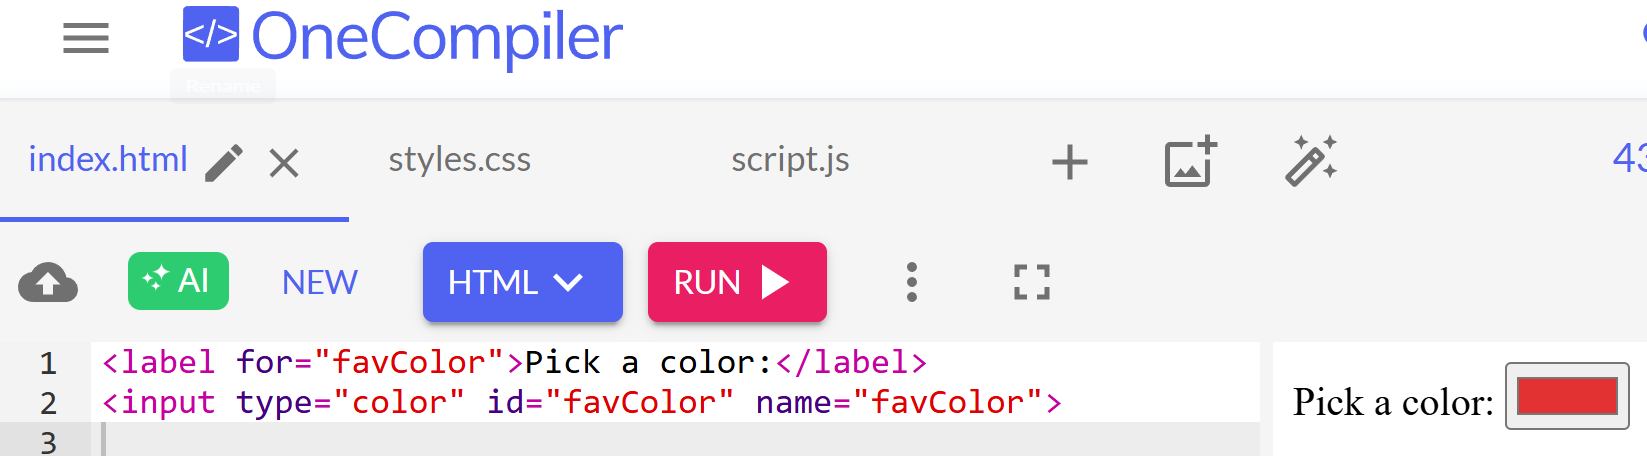 </> OneCompiler
Rename
index.html styles.css script.js 43
AI NEW HTML RUN
1 <label for="favColor">Pick a color:</label>
2 <input type="color" id="favColor" name="favColor">
3
Pick a color: